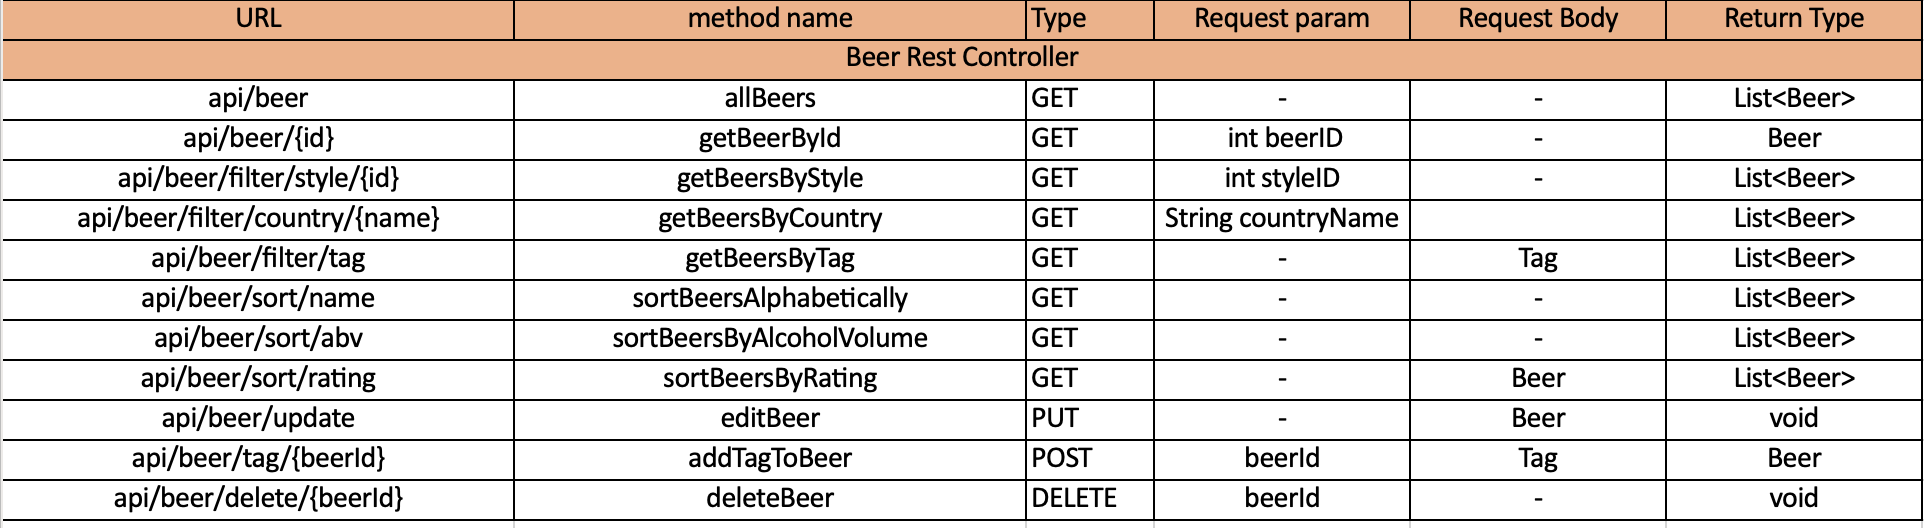 URL method name Type Request param Request Body Return Type
Beer Rest Controller
api/beer allBeers GET - - List<Beer>
api/beer/{id} getBeerById GET int beerID - Beer
api/beer/filter/style/{id} getBeersByStyle GET int styleID - List<Beer>
api/beer/filter/country/{name} getBeersByCountry GET String countryName List<Beer>
api/beer/filter/tag getBeersByTag GET - Tag List<Beer>
api/beer/sort/name sortBeersAlphabetically GET - - List<Beer>
api/beer/sort/abv sortBeersByAlcoholVolume GET - - List<Beer>
api/beer/sort/rating sortBeersByRating GET - Beer List<Beer>
api/beer/update editBeer PUT - Beer void
api/beer/tag/{beerId} addTagToBeer POST beerId Tag Beer
api/beer/delete/{beerId} deleteBeer DELETE beerId - void